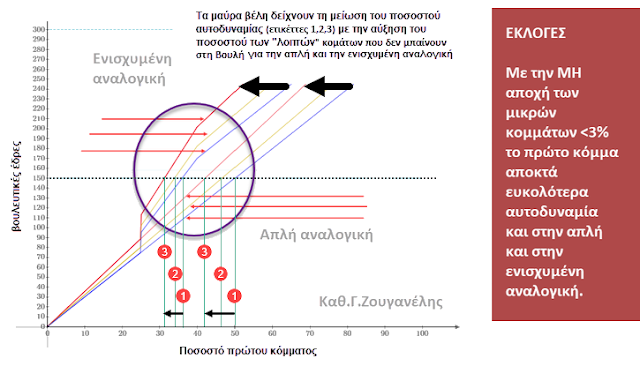 Τα μαύρα βέλη δείχνουν τη μείωση του ποσοστού
αυτοδυναμίας (ετικέττες 1,2,3) με την αύξηση του
ποσοστού των "λοιπών" κομάτων που δεν μπαίνουν
στη Βουλή για την απλή και την ενισχυμένη αναλογική
Ενισχυμένη
αναλογική
βουλευτικές έδρες
300
290
280
270
260
250
240
230
220
210
200
190
180
170
160
150
140
130
120
110
100
90
80
70
60
50
40
30
20
10
0
Απλή αναλογική
3
3
2
2
1
1
Καθ.Γ.Ζουγανέλης
0
10
20
30
40
50
60
70
80
90
100
Ποσοστό πρώτου κόμματος
ΕΚΛΟΓΕΣ
Με την ΜΗ
αποχή των
μικρών
κομμάτων <3%
το πρώτο κόμμα
αποκτά
ευκολότερα
αυτοδυναμία
και στην απλή
και στην
ενισχυμένη
αναλογική.